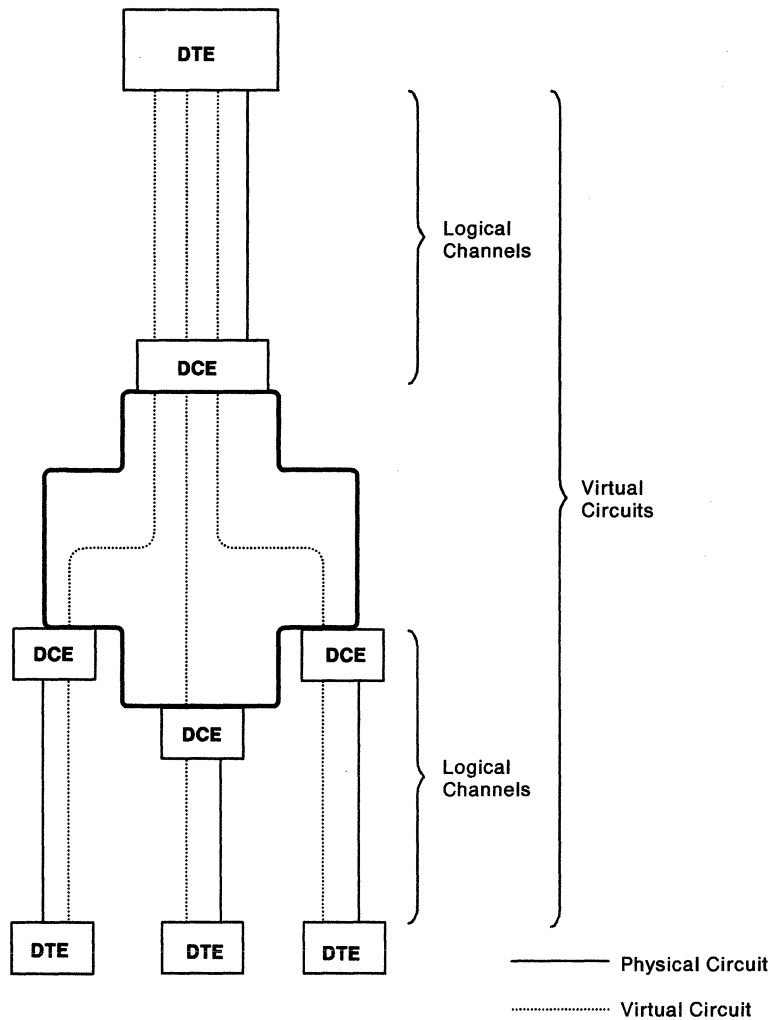 DTE
Logical
Channels
DCE
Virtual
Circuits
DCE
DCE
DCE
Logical
Channels
DTE
DTE
DTE
Physical Circuit
Virtual Circuit